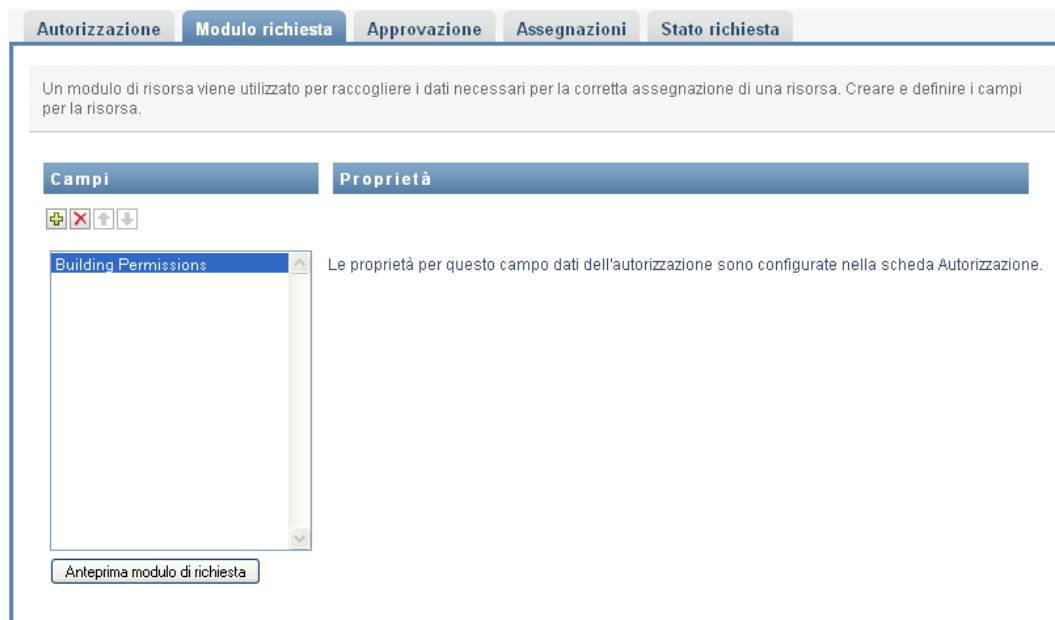 Autorizzazione Modulo richiesta Approvazione Assegnazioni Stato richiesta
Un modulo di risorsa viene utilizzato per raccogliere i dati necessari per la corretta assegnazione di una risorsa. Creare e definire i campi
per la risorsa.
Campi Proprietà
Building Permissions Le proprietà per questo campo dati dell'autorizzazione sono configurate nella scheda Autorizzazione.
Anteprima modulo di richiesta